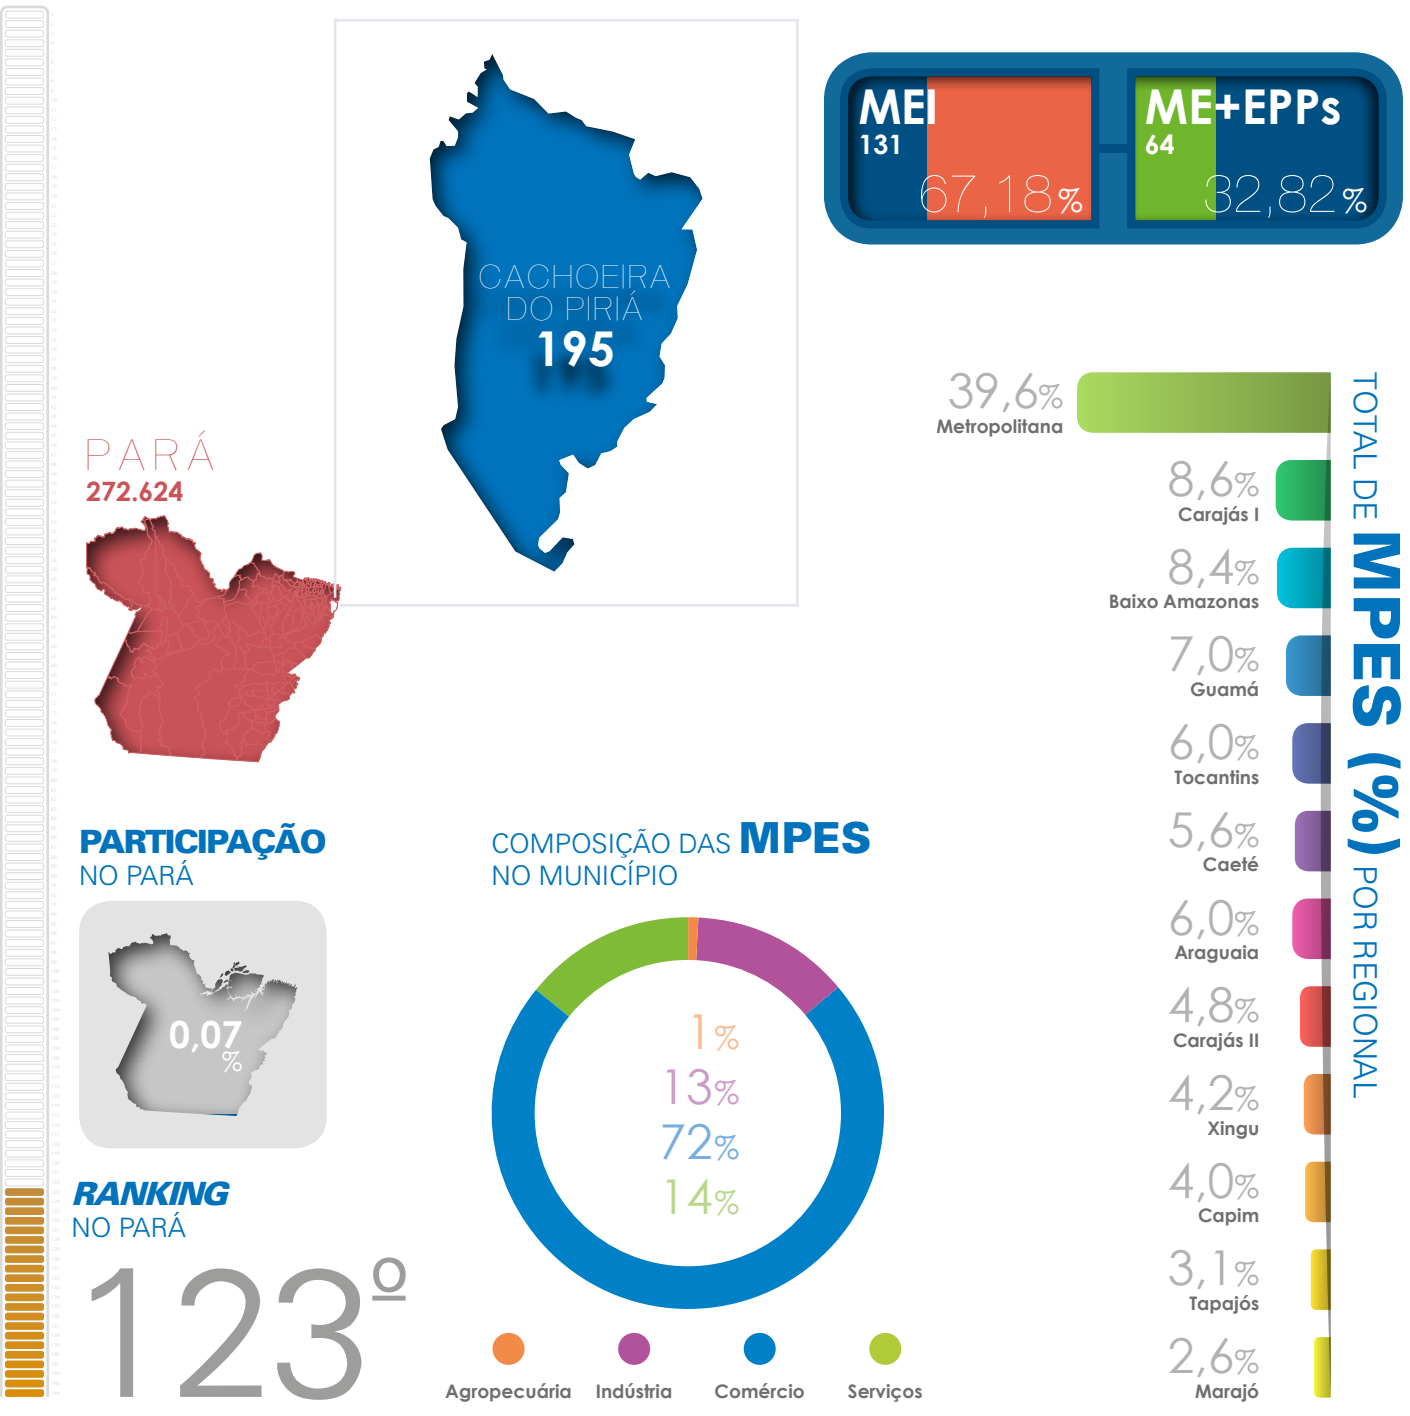 CACHOEIRA
DO PIRIÁ
195
MEI
131
67,18%
ME+EPPs
64
32,82%
PARÁ
272.624
TOTAL DE MPES (%) POR REGIONAL
39,6%
Metropolitana
8,6%
Carajás I
8,4%
Baixo Amazonas
7,0%
Guamá
6,0%
Tocantins
5,6%
Caeté
6,0%
Araguaia
4,8%
Carajás II
4,2%
Xingu
4,0%
Capim
3,1%
Tapajós
2,6%
Marajó
PARTICIPAÇÃO
NO PARÁ
0,07
%
RANKING
NO PARÁ
123º
COMPOSIÇÃO DAS MPES
NO MUNICÍPIO
1%
13%
72%
14%
Agropecuária Indústria Comércio Serviços